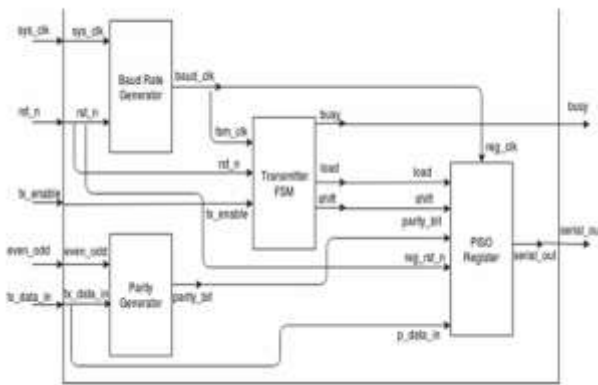 sys_clk
sys_clk
Baud Rate
Generator
baud_clk
rst_n
rst_n
fsm_clk
busy
busy
reg_clk
rst_n
Transmitter
FSM
load
load
tx_enable
tx_enable
shift
shift
parity_bit
PISO
Register
serial_out
serial_out
even_odd
even_odd
Parity
Generator
tx_data_in
tx_data_in
parity_bit
reg_rst_n
p_data_in